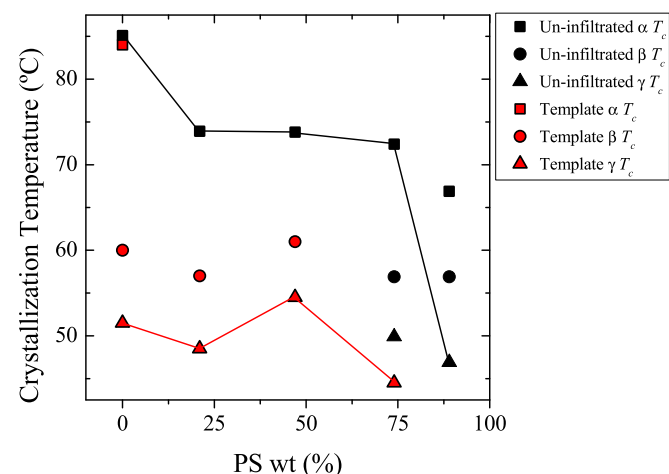 Crystallization Temperature (ºC)
80
70
60
50
0
25
50
75
100
PS wt (%)
Un-infiltrated α Tc
Un-infiltrated β Tc
Un-infiltrated γ Tc
Template α Tc
Template β Tc
Template γ Tc